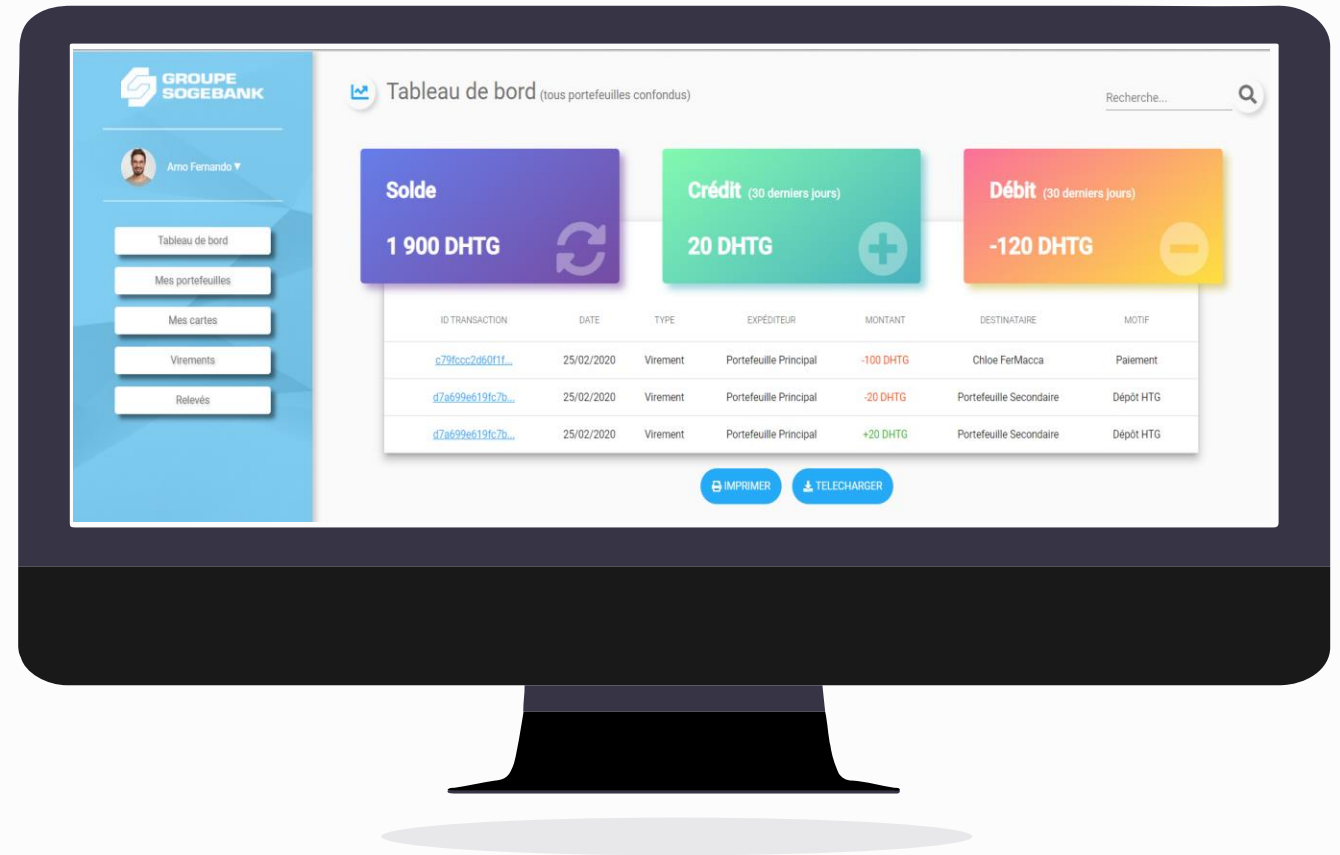 GROUPE
SOGEBANK
Arno Fernando
Tableau de bord
Mes portefeuilles
Mes cartes
Virements
Relevés
Tableau de bord (tous portefeuilles confondus)
Recherche...
Solde
1 900 DHTG
Crédit (30 derniers jours)
20 DHTG
Débit (30 derniers jours)
-120 DHTG
ID TRANSACTION DATE TYPE EXPÉDITEUR MONTANT DESTINATAIRE MOTIF
c79fccc2d60f1f... 25/02/2020 Virement Portefeuille Principal -100 DHTG Chloe FerMacca Paiement
d7a699e619fc7b... 25/02/2020 Virement Portefeuille Principal -20 DHTG Portefeuille Secondaire Dépôt HTG
d7a699e619fc7b... 25/02/2020 Virement Portefeuille Principal +20 DHTG Portefeuille Secondaire Dépôt HTG
IMPRIMER
TELECHARGER